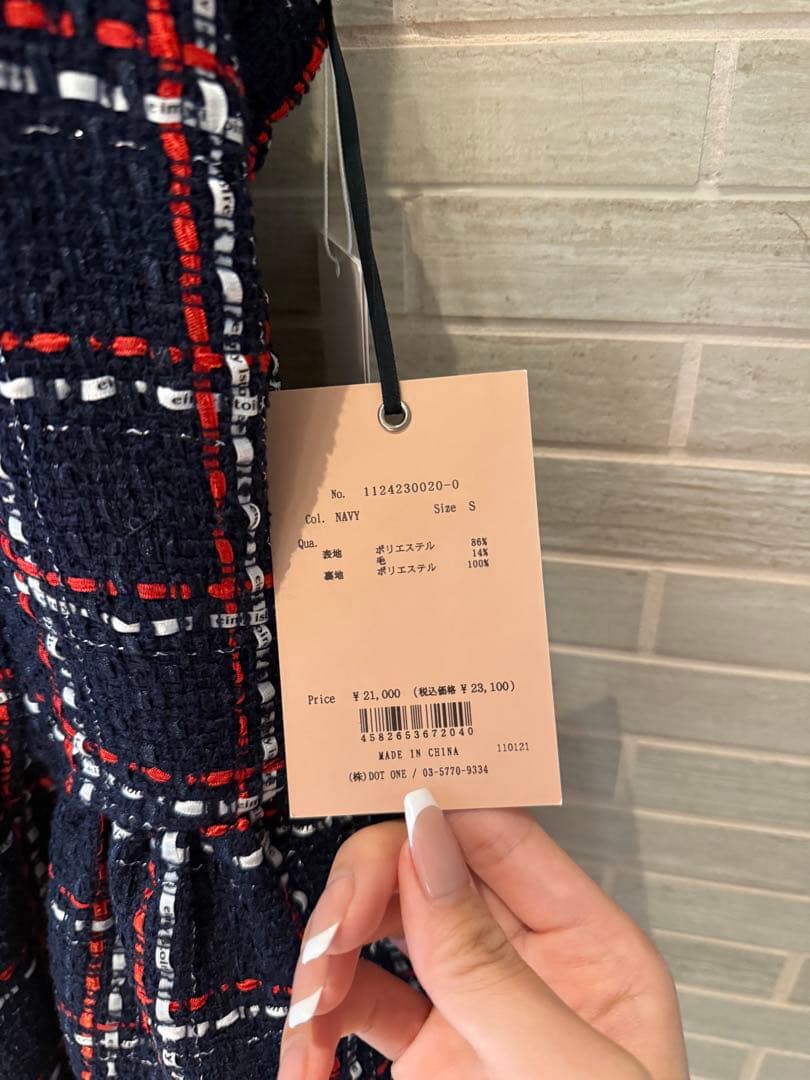 No. 1124230020-0
Col. NAVY Size S
Qua. 表地 ポリエステル 86%
毛 14%
裏地 ポリエステル 100%
Price ¥21,000 (税込価格 ¥23,100)
4582653672040
MADE IN CHINA 110121
(株)DOT ONE / 03-5770-9334